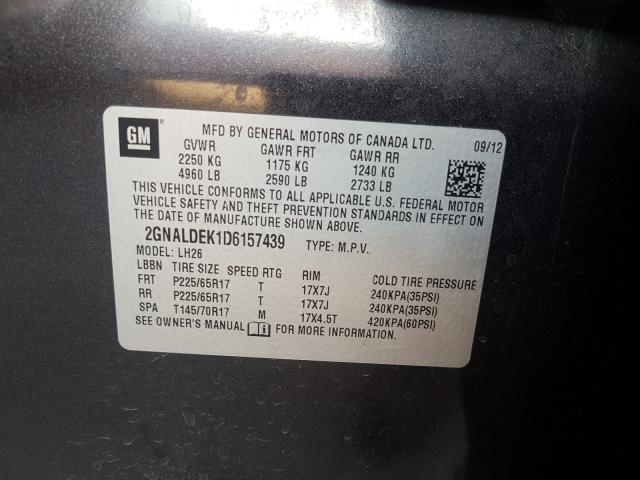 GM
MFD BY GENERAL MOTORS OF CANADA LTD. 09/12
GVWR GAWR FRT GAWR RR
2250 KG 1175 KG 1240 KG
4960 LB 2590 LB 2733 LB
THIS VEHICLE CONFORMS TO ALL APPLICABLE U.S. FEDERAL MOTOR
VEHICLE SAFETY AND THEFT PREVENTION STANDARDS IN EFFECT ON
THE DATE OF MANUFACTURE SHOWN ABOVE.
2GNALDEK1D6157439 TYPE: M.P.V.
MODEL: LH26
LBBN TIRE SIZE SPEED RTG RIM COLD TIRE PRESSURE
FRT P225/65R17 T 17X7J 240KPA(35PSI)
RR P225/65R17 T 17X7J 240KPA(35PSI)
SPA T145/70R17 M 17X4.5T 420KPA(60PSI)
SEE OWNER'S MANUAL FOR MORE INFORMATION.